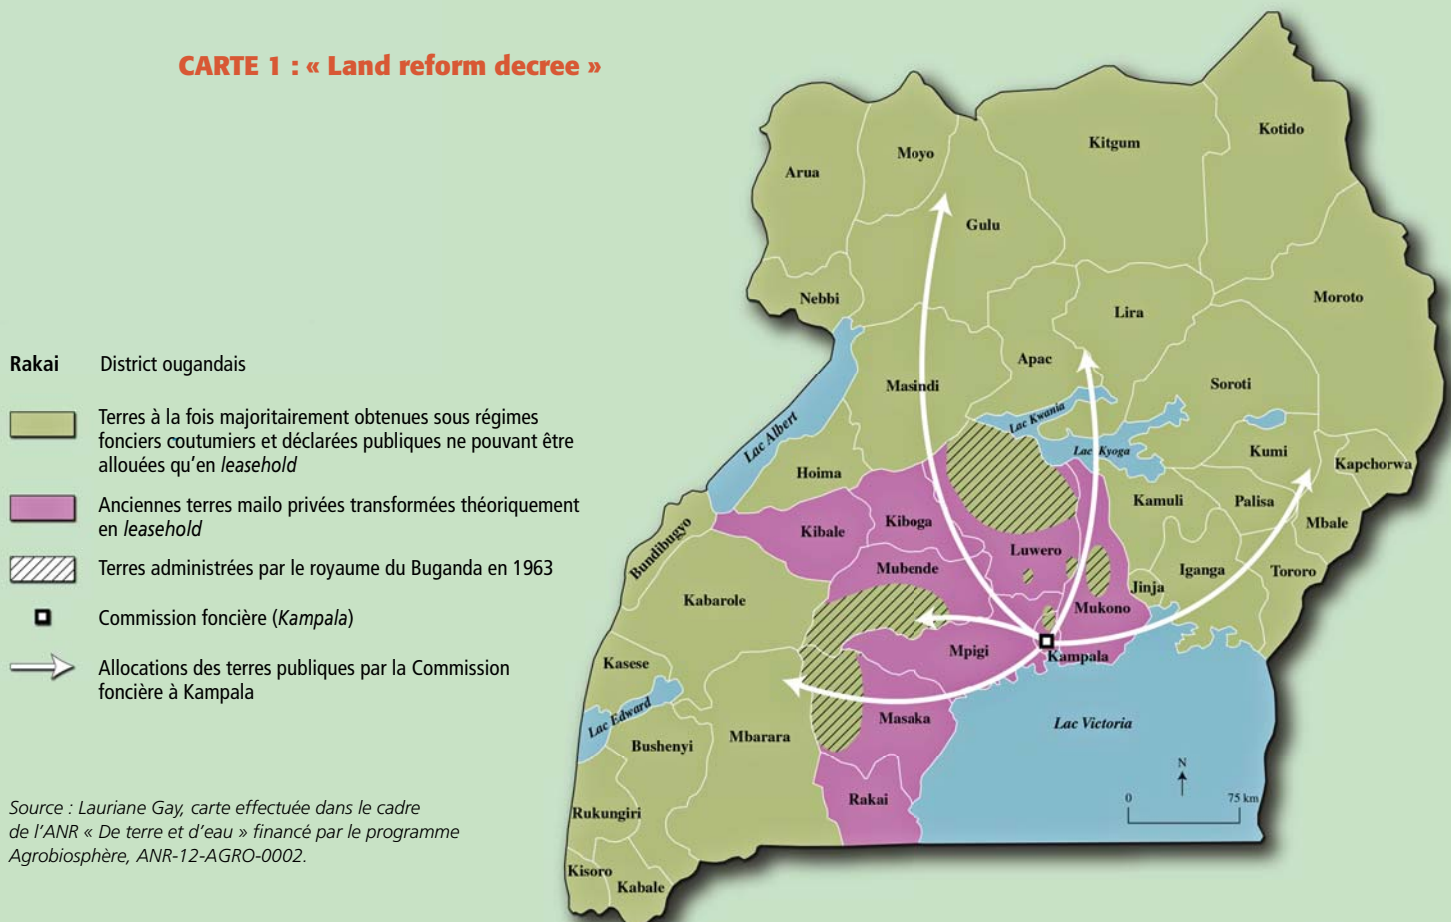 CARTE 1 : « Land reform decree »
Rakai District ougandais
Terres à la fois majoritairement obtenues sous régimes
fonciers coutumiers et déclarées publiques ne pouvant être
allouées qu'en leasehold
Anciennes terres mailo privées transformées théoriquement
en leasehold
Terres administrées par le royaume du Buganda en 1963
Commission foncière (Kampala)
Allocations des terres publiques par la Commission
foncière à Kampala
Source : Lauriane Gay, carte effectuée dans le cadre
de l'ANR « De terre et d'eau » financé par le programme
Agrobiosphère, ANR-12-AGRO-0002.
Kotido
Kitgum
Moyo
Arua
Gulu
Nebbi
Moroto
Lira
Apac
Masindi
Soroti
Lac Kwania
Lac Albert
Lac Kyoga
Kumi
Kapchorwa
Hoima
Kamuli
Palisa
Mbale
Kibale
Kiboga
Luwero
Bundibugyo
Mubende
Iganga
Tororo
Jinja
Kabarole
Mukono
Mpigi
Kampala
Kasese
Lac Edward
Masaka
Lac Victoria
Mbarara
Bushenyi
N
Rakai
0 75 km
Rukungiri
Kisoro
Kabale